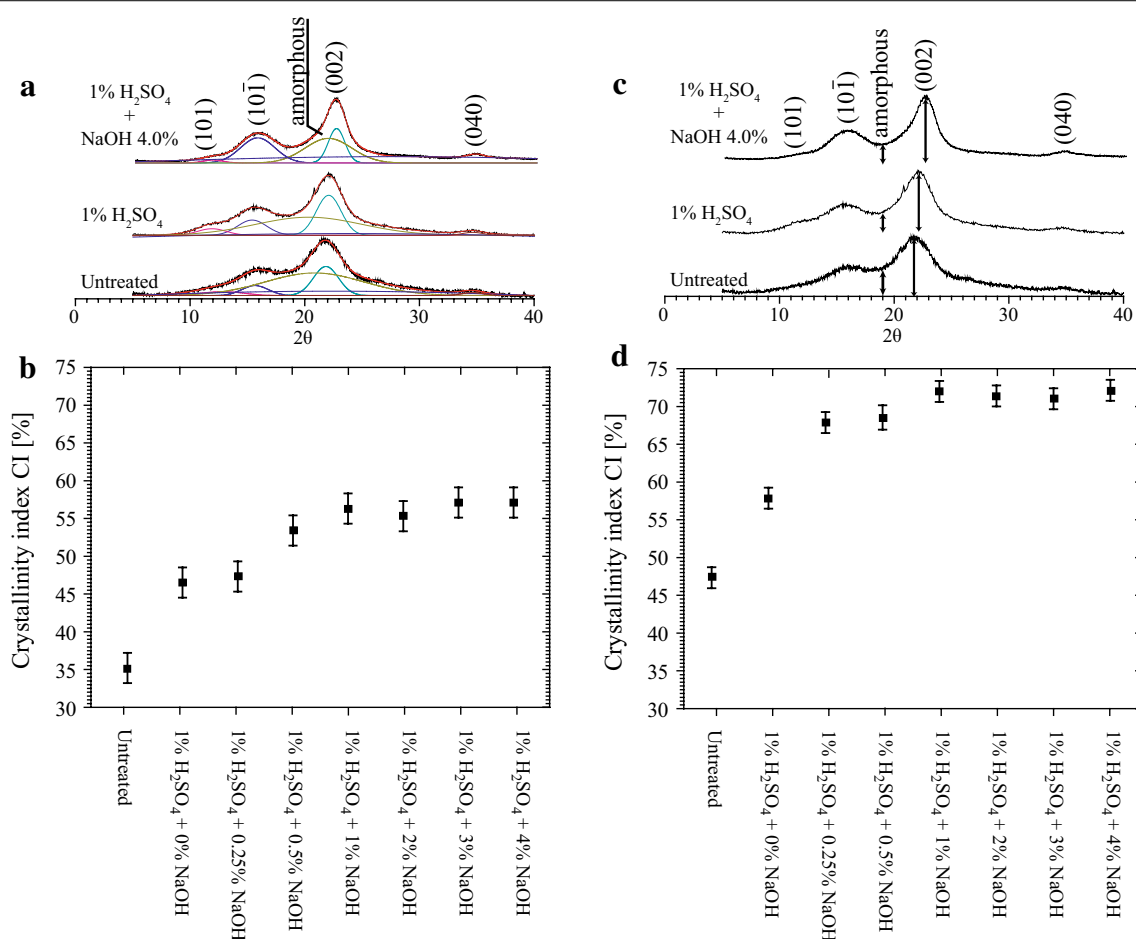 a
1% H₂SO₄
+
NaOH 4.0%
(101)
(101̄)
amorphous
(002)
(040)
1% H₂SO₄
Untreated
0 10 20 30 40
2θ
b
Crystallinity index CI [%]
75
70
65
60
55
50
45
40
35
30
Untreated
1% H₂SO₄ + 0% NaOH
1% H₂SO₄ + 0.25% NaOH
1% H₂SO₄ + 0.5% NaOH
1% H₂SO₄ + 1% NaOH
1% H₂SO₄ + 2% NaOH
1% H₂SO₄ + 3% NaOH
1% H₂SO₄ + 4% NaOH
c
1% H₂SO₄
+
NaOH 4.0%
(101)
(101̄)
amorphous
(002)
(040)
1% H₂SO₄
Untreated
0 10 20 30 40
2θ
d
Crystallinity index CI [%]
75
70
65
60
55
50
45
40
35
30
Untreated
1% H₂SO₄ + 0% NaOH
1% H₂SO₄ + 0.25% NaOH
1% H₂SO₄ + 0.5% NaOH
1% H₂SO₄ + 1% NaOH
1% H₂SO₄ + 2% NaOH
1% H₂SO₄ + 3% NaOH
1% H₂SO₄ + 4% NaOH